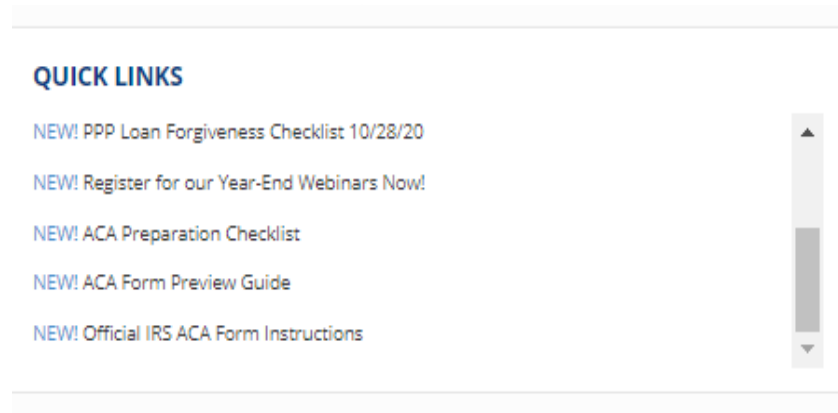 QUICK LINKS
NEW! PPP Loan Forgiveness Checklist 10/28/20
NEW! Register for our Year-End Webinars Now!
NEW! ACA Preparation Checklist
NEW! ACA Form Preview Guide
NEW! Official IRS ACA Form Instructions